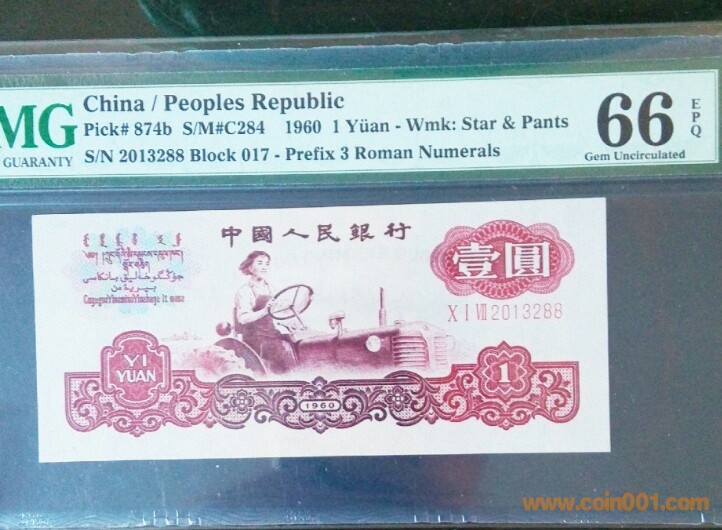 MG
GUARANTY
China / Peoples Republic
Pick# 874b S/M#C284 1960 1 Yüan - Wmk: Star & Pants
S/N 2013288 Block 017 - Prefix 3 Roman Numerals
66
EPQ
Gem Uncirculated
中國人民銀行
壹圓
X I VII 2013288
YI
YUAN
1960
1
www.coin001.com